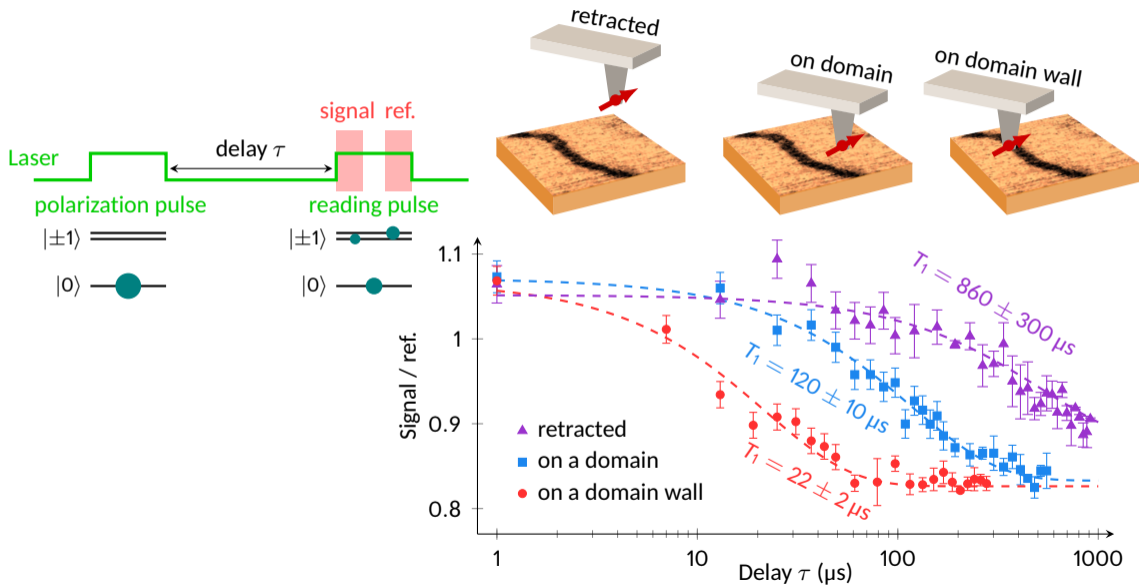 retracted
on domain
on domain wall
signal ref.
Laser
delay τ
polarization pulse
reading pulse
|±1⟩
|0⟩
|±1⟩
|0⟩
Signal / ref.
1.1
1
0.9
0.8
T₁ = 860 ± 300 µs
T₁ = 120 ± 10 µs
T₁ = 22 ± 2 µs
retracted
on a domain
on a domain wall
1
10
100
1000
Delay τ (µs)